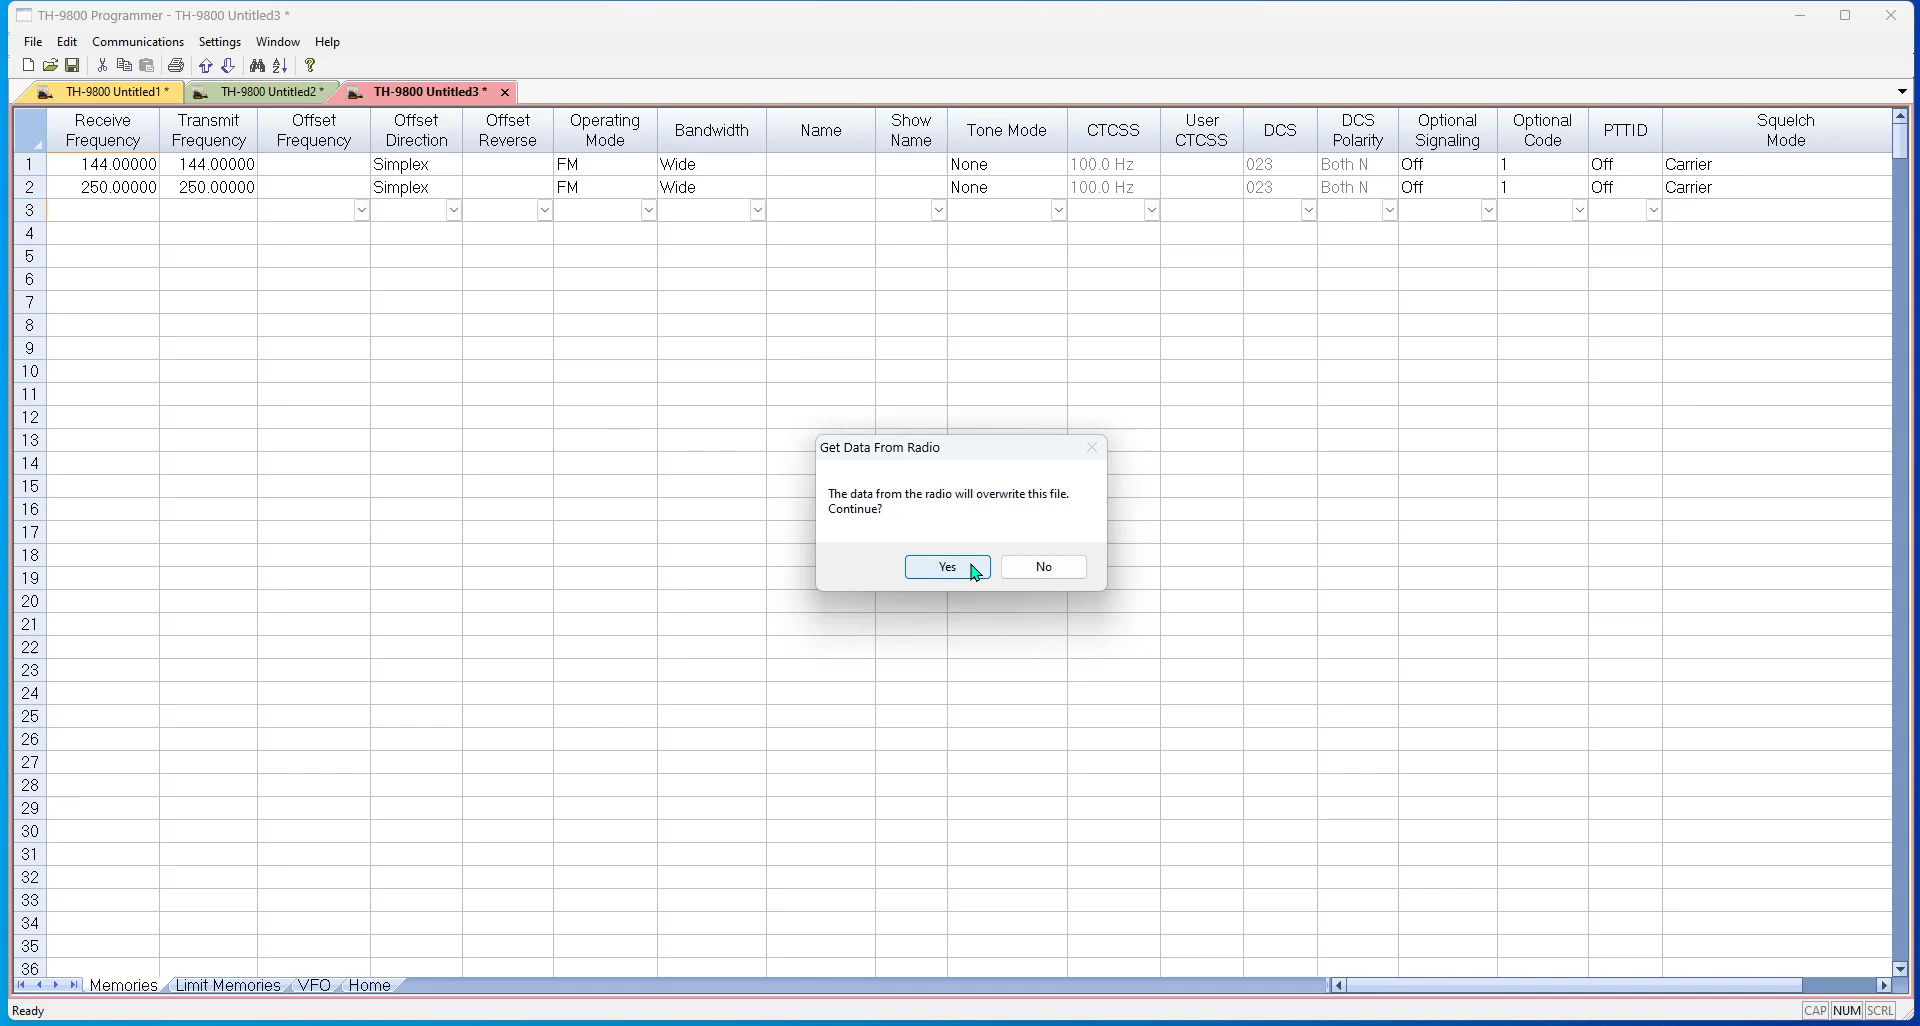 TH-9800 Programmer - TH-9800 Untitled3 *
File Edit Communications Settings Window Help
TH-9800 Untitled1 * TH-9800 Untitled2 * TH-9800 Untitled3 *
Receive Frequency Transmit Frequency Offset Frequency Offset Direction Offset Reverse Operating Mode Bandwidth Name Show Name Tone Mode CTCSS User CTCSS DCS DCS Polarity Optional Signaling Optional Code PTTID Squelch Mode
1 144.00000 144.00000 Simplex FM Wide None 100.0 Hz 023 Both N Off 1 Off Carrier
2 250.00000 250.00000 Simplex FM Wide None 100.0 Hz 023 Both N Off 1 Off Carrier
3
4
5
6
7
8
9
10
11
12
13
Get Data From Radio
14
15
The data from the radio will overwrite this file.
Continue?
16
17
18
Yes No
19
20
21
22
23
24
25
26
27
28
29
30
31
32
33
34
35
36
Memories Limit Memories VFO Home
Ready CAP NUM SCRL